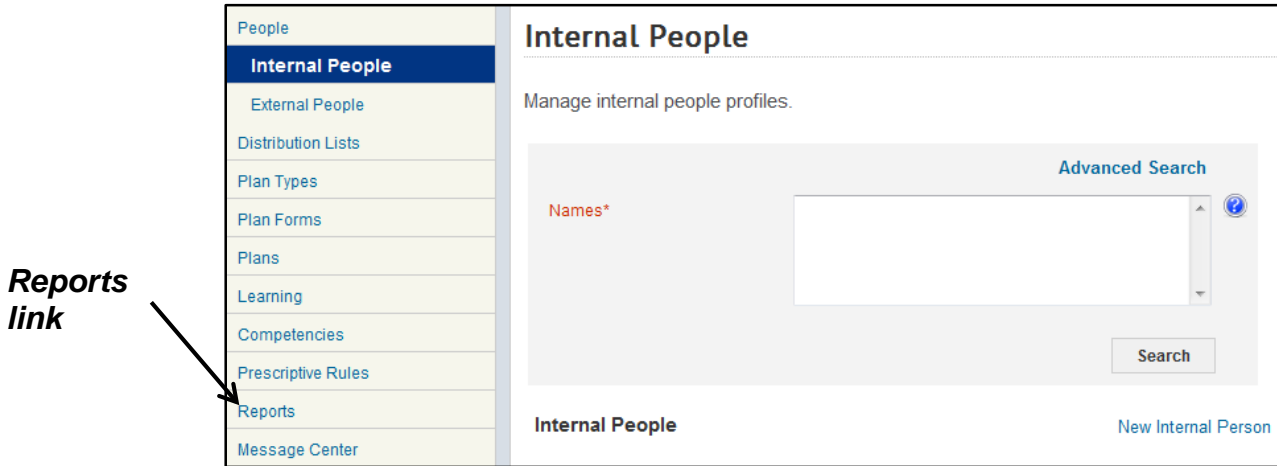 Reports
link
People
Internal People
External People
Distribution Lists
Plan Types
Plan Forms
Plans
Learning
Competencies
Prescriptive Rules
Reports
Message Center
Internal People
Manage internal people profiles.
Advanced Search
Names*
?
Search
Internal People
New Internal Person